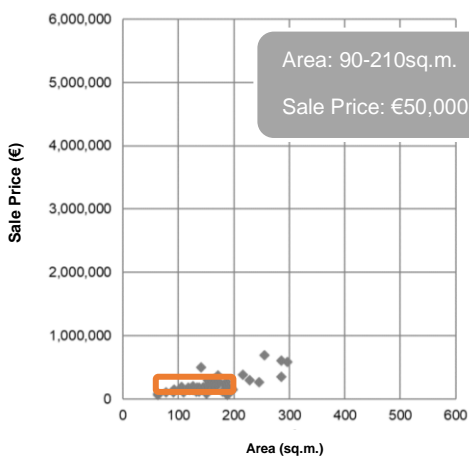 6,000,000
5,000,000
4,000,000
3,000,000
2,000,000
1,000,000
0
Sale Price (€)
Area: 90-210sq.m.
Sale Price: €50,000
0 100 200 300 400 500 600
Area (sq.m.)